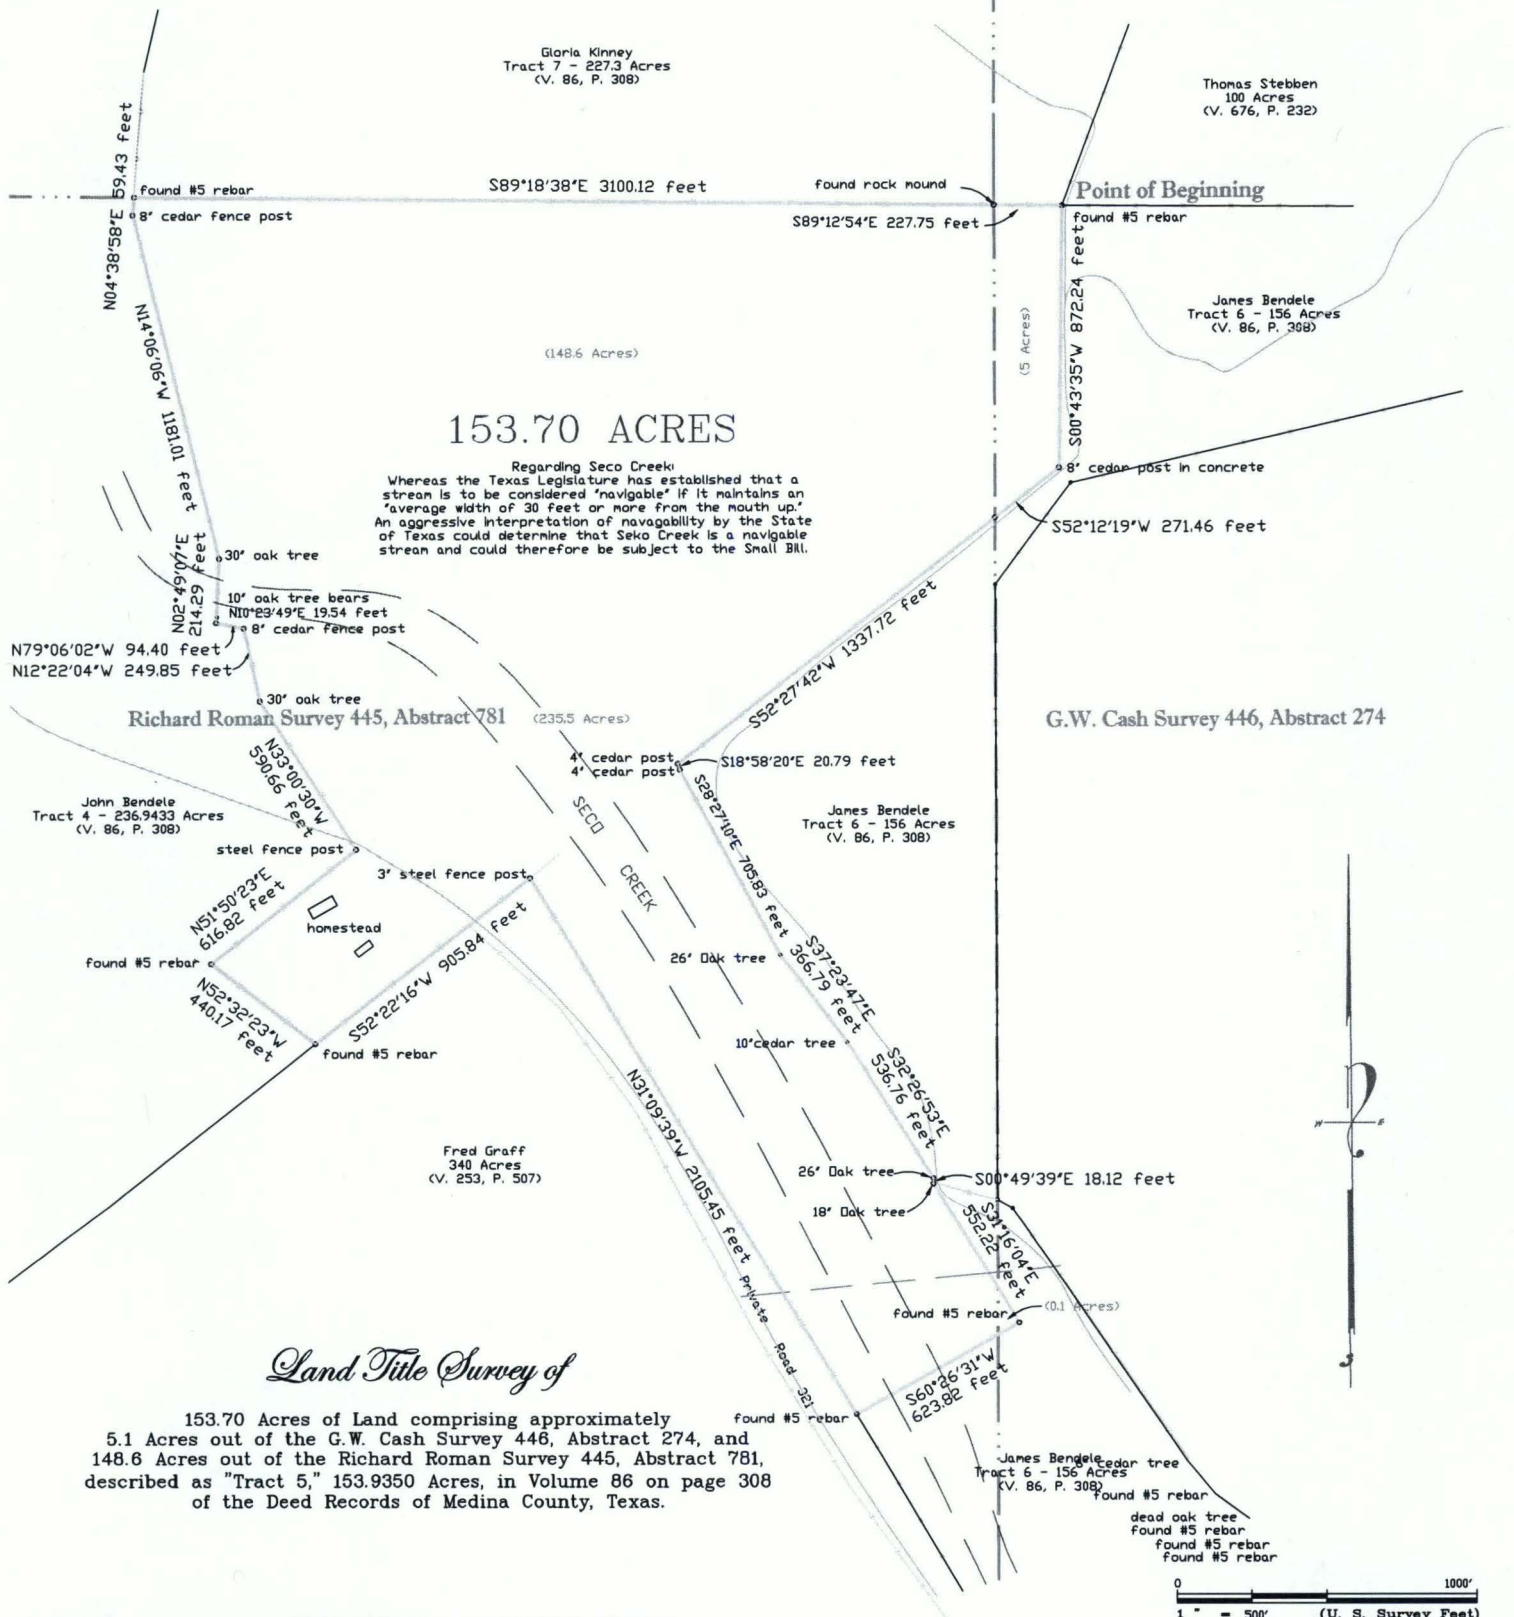 Gloria Kinney
Tract 7 - 227.3 Acres
(V. 86, P. 308)
Thomas Stebben
100 Acres
(V. 676, P. 232)
N04°38'58"E 59.43 feet
found #5 rebar
8" cedar fence post
S89°18'38"E 3100.12 feet
found rock mound
S89°12'54"E 227.75 feet
Point of Beginning
found #5 rebar
S00°43'35"W 872.24 feet
(5 Acres)
James Bendele
Tract 6 - 156 Acres
(V. 86, P. 308)
N14°06'06"W 1181.01 feet
(148.6 Acres)
153.70 ACRES
Regarding Seco Creek:
Whereas the Texas Legislature has established that a
stream is to be considered "navigable" if it maintains an
"average width of 30 feet or more from the mouth up."
An aggressive interpretation of navagability by the State
of Texas could determine that Seko Creek is a navigable
stream and could therefore be subject to the Small Bill.
8" cedar post in concrete
S52°12'19"W 271.46 feet
30" oak tree
N02°49'07"E
214.29 feet
10" oak tree bears
N10°23'49"E 19.54 feet
8" cedar fence post
N79°06'02"W 94.40 feet
N12°22'04"W 249.85 feet
30" oak tree
S52°27'42"W 1337.72 feet
Richard Roman Survey 445, Abstract 781
(235.5 Acres)
G.W. Cash Survey 446, Abstract 274
N33°00'30"W
590.66 feet
4" cedar post
4" cedar post
S18°58'20"E 20.79 feet
John Bendele
Tract 4 - 236.9433 Acres
(V. 86, P. 308)
SECO
CREEK
S28°27'10"E 705.83 feet
James Bendele
Tract 6 - 156 Acres
(V. 86, P. 308)
steel fence post
3" steel fence post
N51°50'23"E
616.82 feet
homestead
found #5 rebar
N52°32'23"W
440.17 feet
S52°22'16"W 905.84 feet
found #5 rebar
26" Oak tree
S37°23'47"E
366.79 feet
10"cedar tree
S32°26'53"E
536.76 feet
N31°09'39"W 2105.45 feet
Fred Graff
340 Acres
(V. 253, P. 507)
26" Oak tree
S00°49'39"E 18.12 feet
18" Oak tree
S31°16'04"E
552.22 feet
W E
found #5 rebar
(0.1 Acres)
Private Road 321
S60°26'31"W
623.82 feet
found #5 rebar
S
Land Title Survey of
153.70 Acres of Land comprising approximately
5.1 Acres out of the G.W. Cash Survey 446, Abstract 274, and
148.6 Acres out of the Richard Roman Survey 445, Abstract 781,
described as "Tract 5," 153.9350 Acres, in Volume 86 on page 308
of the Deed Records of Medina County, Texas.
James Bendele
Tract 6 - 156 Acres
(V. 86, P. 308)
cedar tree
found #5 rebar
dead oak tree
found #5 rebar
found #5 rebar
found #5 rebar
0 1000'
1 " = 500' (U. S. Survey Feet)